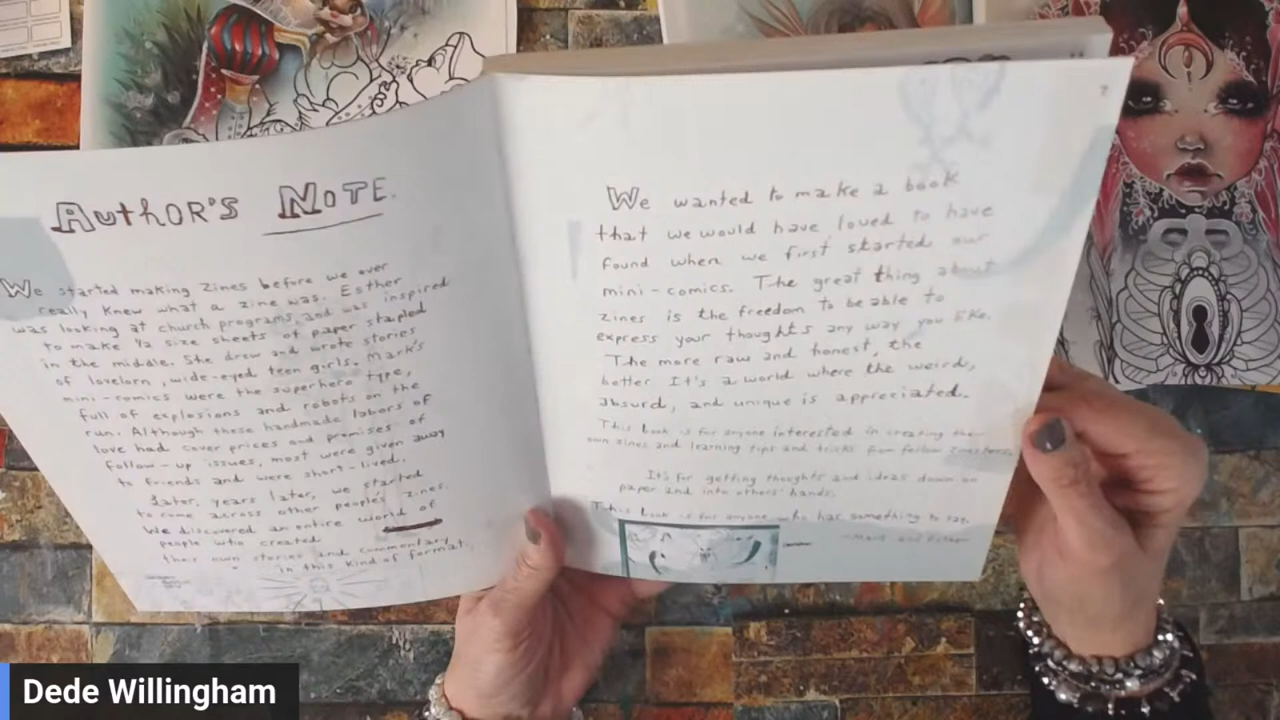 AUTHOR'S NOTE.
We started making zines before we ever
really knew what a zine was. Esther
was looking at church programs, and was inspired
to make 1/2 size sheets of paper stapled
in the middle. She drew and wrote stories
of lovelorn, wide-eyed teen girls. Mark's
mini-comics were the superhero type,
full of explosions and robots on the
run. Although these handmade labors of
love had cover prices and promises of
follow-up issues, most were given away
to friends and were short-lived.
Later, years later, we started
to come across other people's zines.
We discovered an entire world of
people who created
their own stories and commentary
in this kind of format.
7
We wanted to make a book
that we would have loved to have
found when we first started our
mini-comics. The great thing about
zines is the freedom to be able to
express your thoughts any way you like.
The more raw and honest, the
better It's a world where the weird,
absurd, and unique is appreciated.
This book is for anyone interested in creating their
own zines and learning tips and tricks from fellow zinesters.
It's for getting thoughts and ideas down on
paper and into others' hands.
This book is for anyone who has something to say.
-Mark and Esther
Dede Willingham